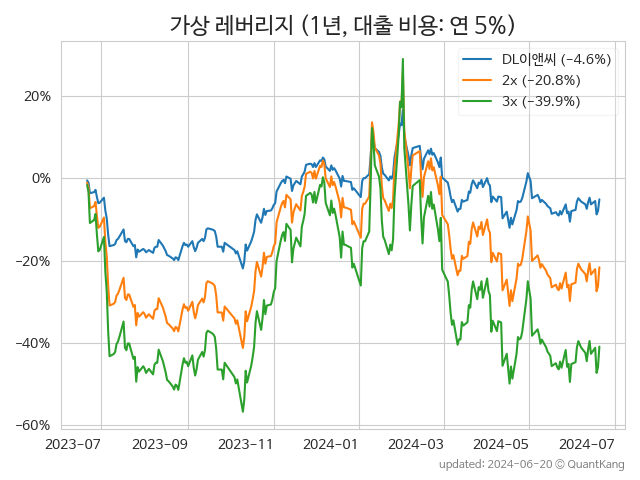 가상 레버리지 (1년, 대출 비용: 연 5%)
DL이앤씨 (−4.6%)
2x (−20.8%)
3x (−39.9%)
20%
0%
−20%
−40%
−60%
2023-07 2023-09 2023-11 2024-01 2024-03 2024-05 2024-07
updated: 2024-06-20 © QuantKang